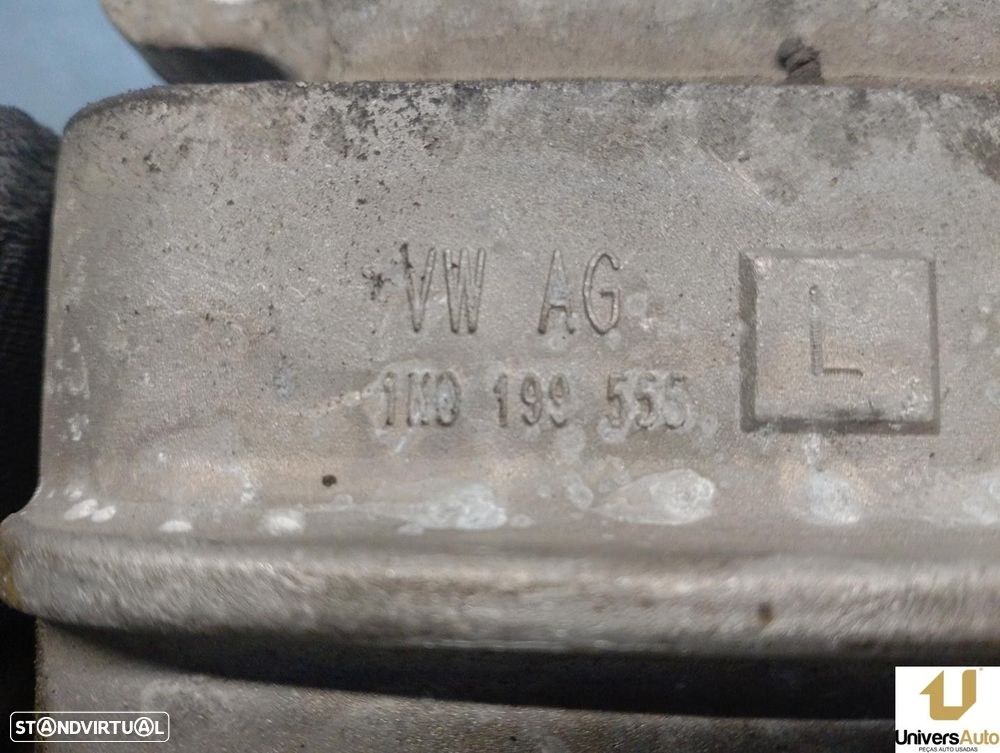 VW AG
L
1K0 199 555
STANDVIRTUAL
UniversAuto
PEÇAS AUTO USADAS